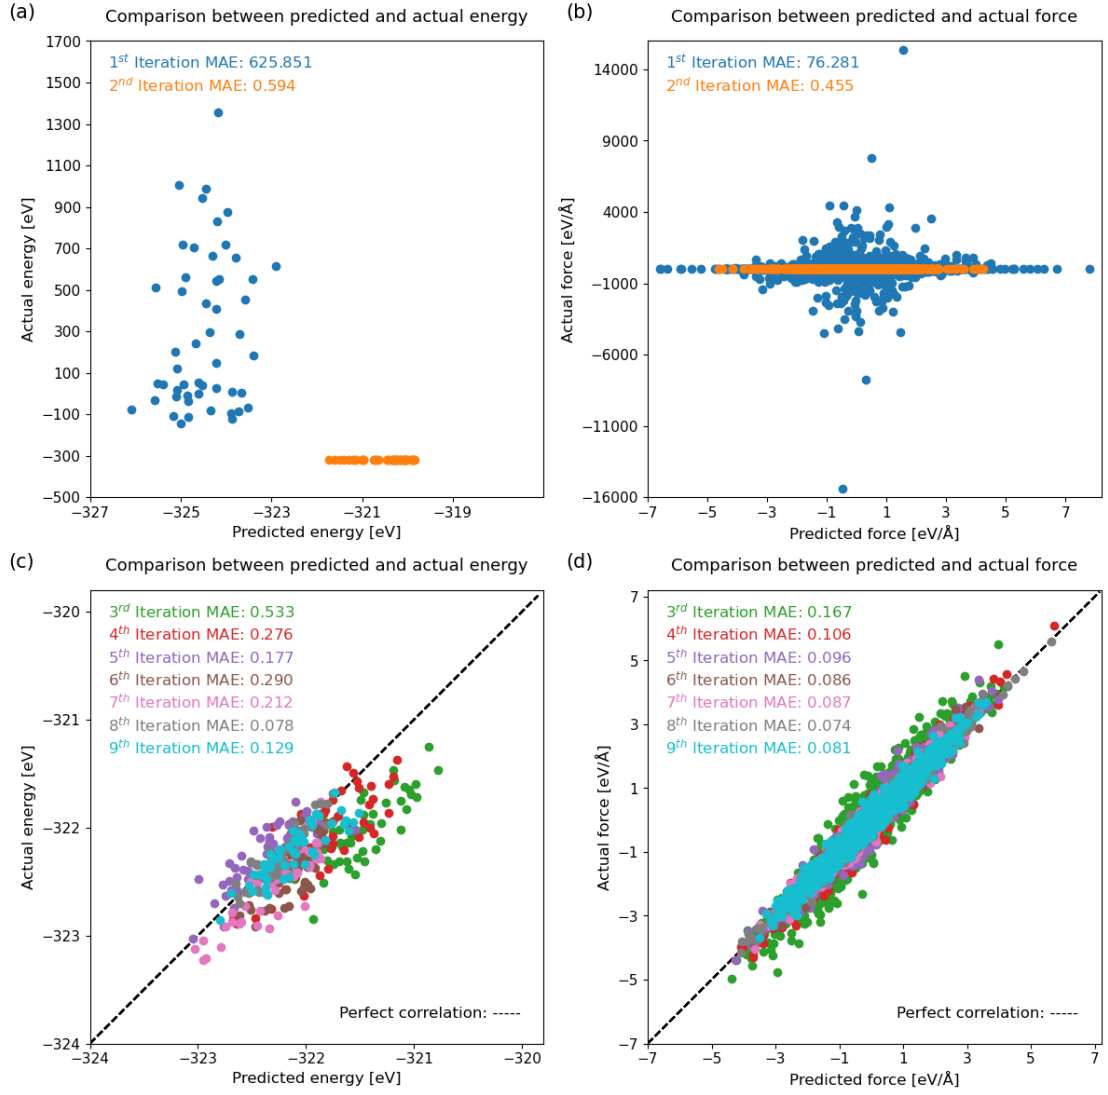 (a)
Comparison between predicted and actual energy
1st Iteration MAE: 625.851
2nd Iteration MAE: 0.594
1700
1500
1300
1100
900
700
500
300
100
−100
−300
−500
Actual energy [eV]
−327
−325
−323
−321
−319
Predicted energy [eV]
(b)
Comparison between predicted and actual force
1st Iteration MAE: 76.281
2nd Iteration MAE: 0.455
14000
9000
4000
−1000
−6000
−11000
−16000
Actual force [eV/Å]
−7
−5
−3
−1
1
3
5
7
Predicted force [eV/Å]
(c)
Comparison between predicted and actual energy
3rd Iteration MAE: 0.533
4th Iteration MAE: 0.276
5th Iteration MAE: 0.177
6th Iteration MAE: 0.290
7th Iteration MAE: 0.212
8th Iteration MAE: 0.078
9th Iteration MAE: 0.129
−320
−321
−322
−323
−324
Actual energy [eV]
Perfect correlation: -----
−324
−323
−322
−321
−320
Predicted energy [eV]
(d)
Comparison between predicted and actual force
3rd Iteration MAE: 0.167
4th Iteration MAE: 0.106
5th Iteration MAE: 0.096
6th Iteration MAE: 0.086
7th Iteration MAE: 0.087
8th Iteration MAE: 0.074
9th Iteration MAE: 0.081
7
5
3
1
−1
−3
−5
−7
Actual force [eV/Å]
Perfect correlation: -----
−7
−5
−3
−1
1
3
5
7
Predicted force [eV/Å]